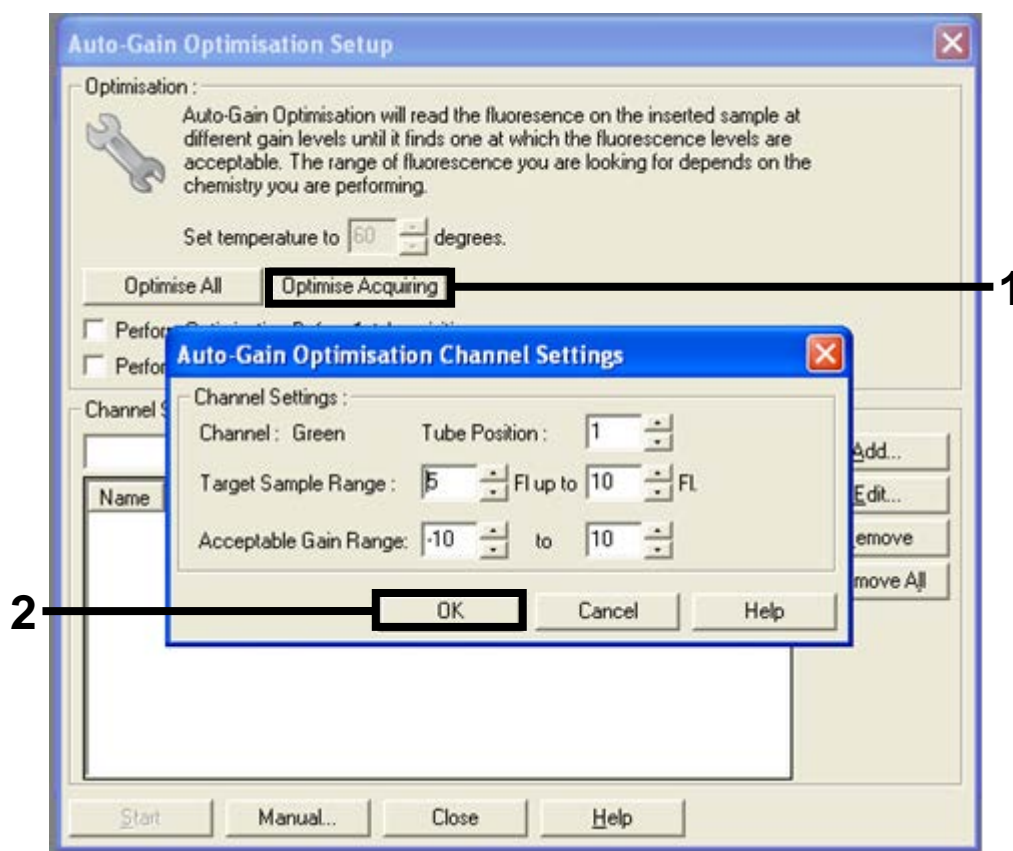 Auto-Gain Optimisation Setup
Optimisation :
Auto-Gain Optimisation will read the fluoresence on the inserted sample at
different gain levels until it finds one at which the fluorescence levels are
acceptable. The range of fluorescence you are looking for depends on the
chemistry you are performing.
Set temperature to 60 degrees.
Optimise All Optimise Acquiring 1
Auto-Gain Optimisation Channel Settings
Channel Settings :
Channel : Green Tube Position : 1
Target Sample Range : 5 Fl up to 10 Fl.
Acceptable Gain Range: -10 to 10
OK Cancel Help
2
Channel
Name
Add...
Edit...
Start Manual... Close Help